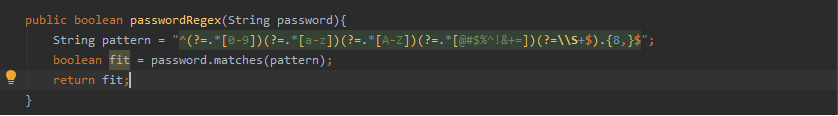 public boolean passwordRegex(String password){
String pattern = "^(?=.*[0-9])(?=.*[a-z])(?=.*[A-Z])(?=.*[@#$%^!&+=])(?=\\S+$).{8,}$";
boolean fit = password.matches(pattern);
return fit;
}